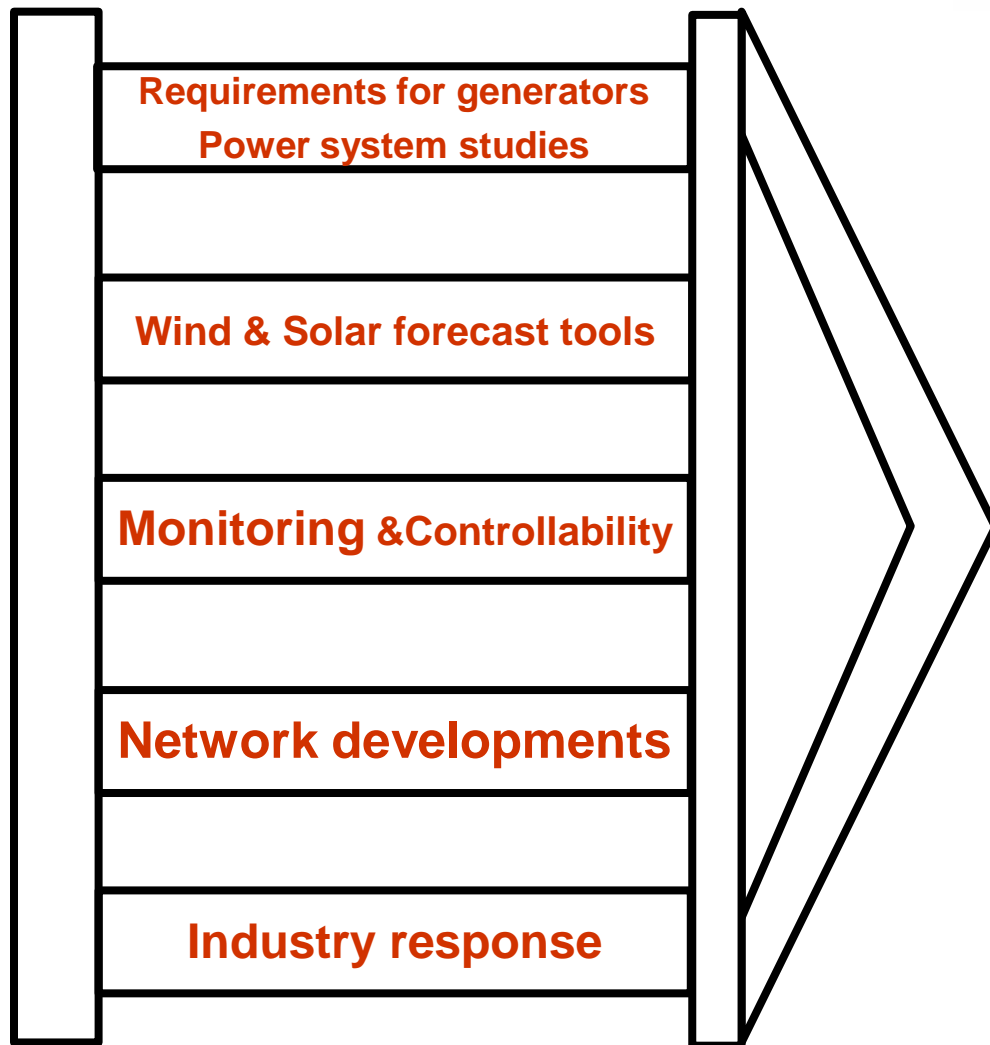 Requirements for generators
Power system studies
Wind & Solar forecast tools
Monitoring &Controllability
Network developments
Industry response